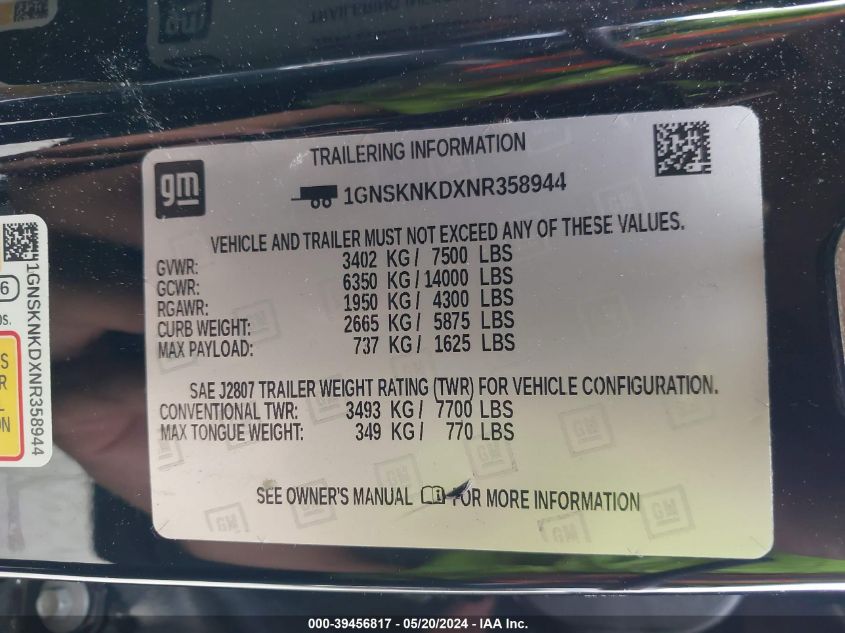 gm
TRAILERING INFORMATION
1GNSKNKDXNR358944
VEHICLE AND TRAILER MUST NOT EXCEED ANY OF THESE VALUES.
GVWR: 3402 KG / 7500 LBS
GCWR: 6350 KG / 14000 LBS
RGAWR: 1950 KG / 4300 LBS
CURB WEIGHT: 2665 KG / 5875 LBS
MAX PAYLOAD: 737 KG / 1625 LBS
SAE J2807 TRAILER WEIGHT RATING (TWR) FOR VEHICLE CONFIGURATION.
CONVENTIONAL TWR: 3493 KG / 7700 LBS
MAX TONGUE WEIGHT: 349 KG / 770 LBS
SEE OWNER'S MANUAL FOR MORE INFORMATION
1GNSKNKDXNR358944
000-39456817 - 05/20/2024 - IAA Inc.